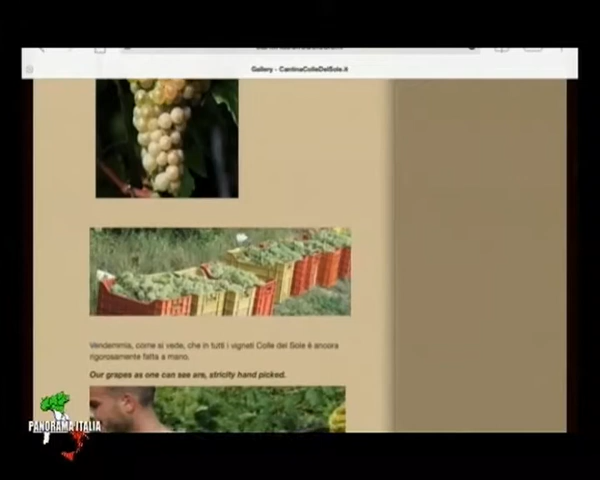 Gallery - CantinaColleDelSole.it
Vendemmia, come si vede, che in tutti i vigneti Colle del Sole è ancora
rigorosamente fatta a mano.
Our grapes as one can see are, strictly hand picked.
PANORAMA ITALIA